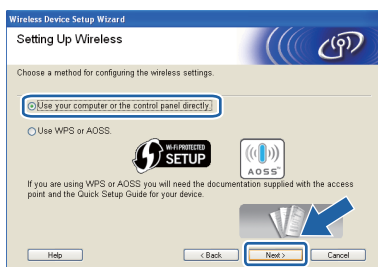 Wireless Device Setup Wizard
Setting Up Wireless
Choose a method for configuring the wireless settings.
Use your computer or the control panel directly.
Use WPS or AOSS.
Wi-Fi PROTECTED
SETUP
AOSS™
If you are using WPS or AOSS you will need the documentation supplied with the access
point and the Quick Setup Guide for your device.
Help
< Back
Next >
Cancel